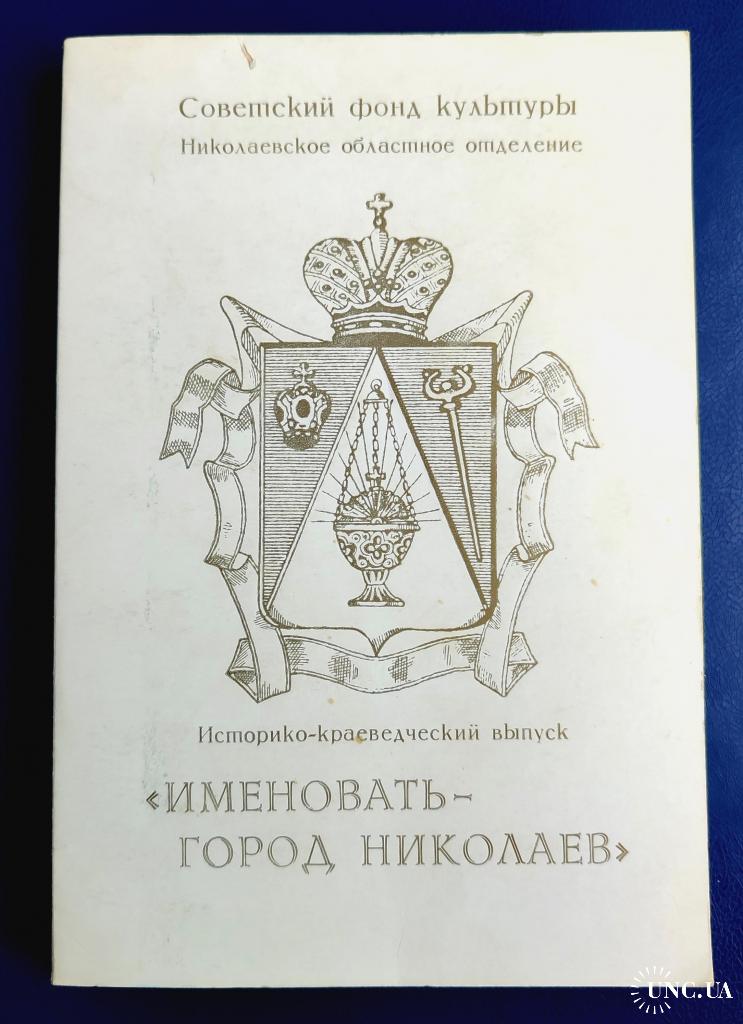 Советский фонд культуры
Николаевское областное отделение
Историко-краеведческий выпуск
«ИМЕНОВАТЬ-
ГОРОД НИКОЛАЕВ»
UNC.UA